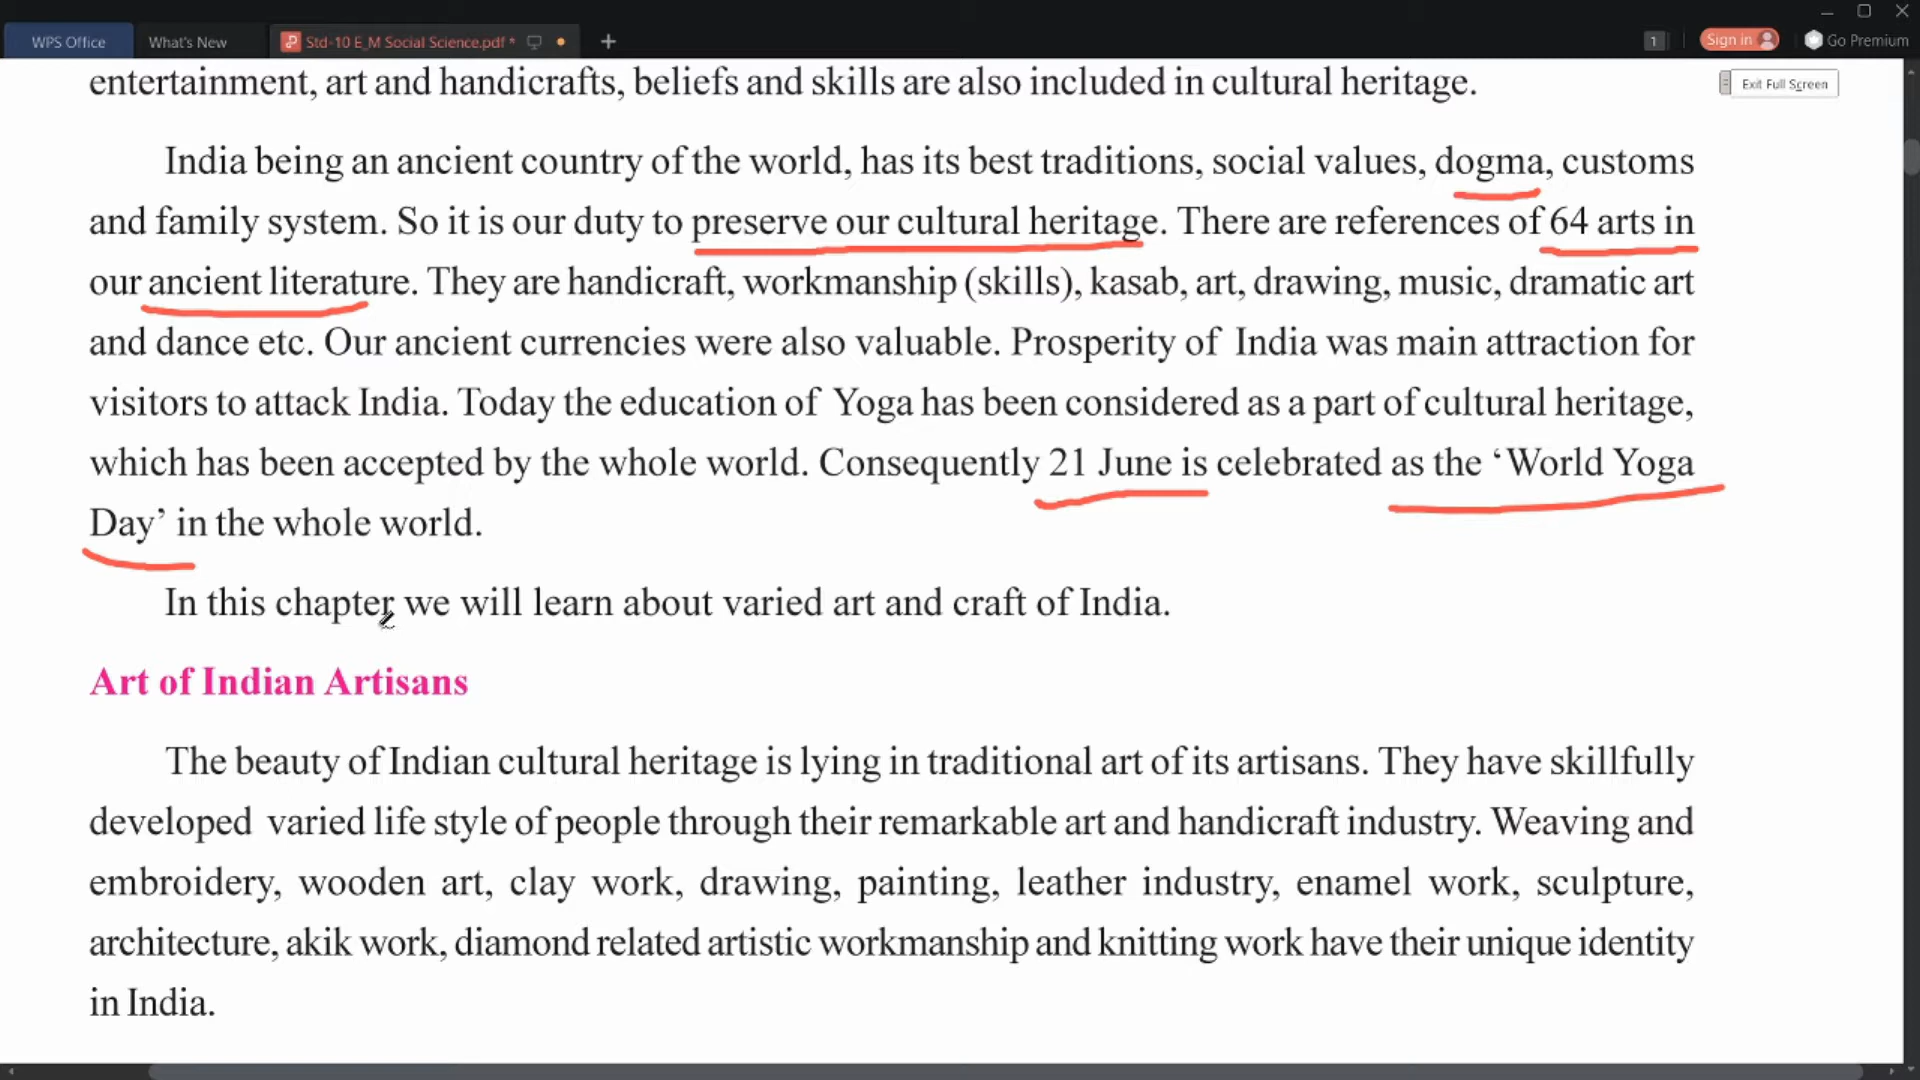 WPS Office What's New Std-10 E_M Social Science.pdf * + 1 Sign in Go Premium
Exit Full Screen
entertainment, art and handicrafts, beliefs and skills are also included in cultural heritage.
India being an ancient country of the world, has its best traditions, social values, dogma, customs
and family system. So it is our duty to preserve our cultural heritage. There are references of 64 arts in
our ancient literature. They are handicraft, workmanship (skills), kasab, art, drawing, music, dramatic art
and dance etc. Our ancient currencies were also valuable. Prosperity of India was main attraction for
visitors to attack India. Today the education of Yoga has been considered as a part of cultural heritage,
which has been accepted by the whole world. Consequently 21 June is celebrated as the ‘World Yoga
Day’ in the whole world.
In this chapter we will learn about varied art and craft of India.
Art of Indian Artisans
The beauty of Indian cultural heritage is lying in traditional art of its artisans. They have skillfully
developed varied life style of people through their remarkable art and handicraft industry. Weaving and
embroidery, wooden art, clay work, drawing, painting, leather industry, enamel work, sculpture,
architecture, akik work, diamond related artistic workmanship and knitting work have their unique identity
in India.